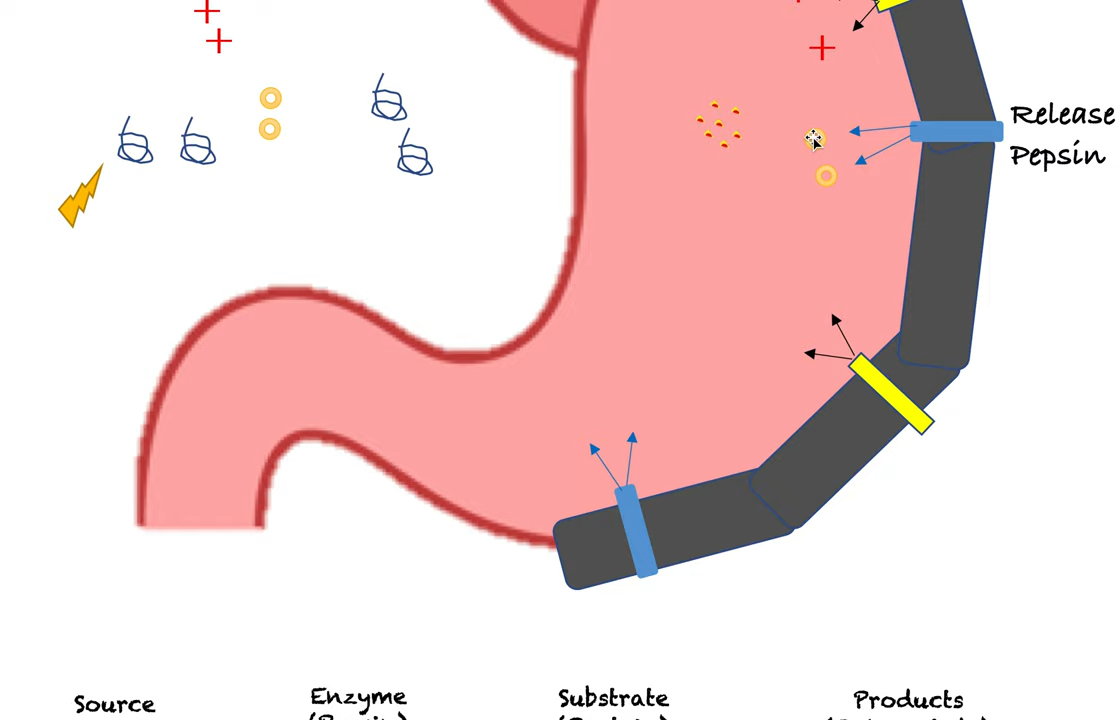 Release
Pepsin
Source
Enzyme
Substrate
Products